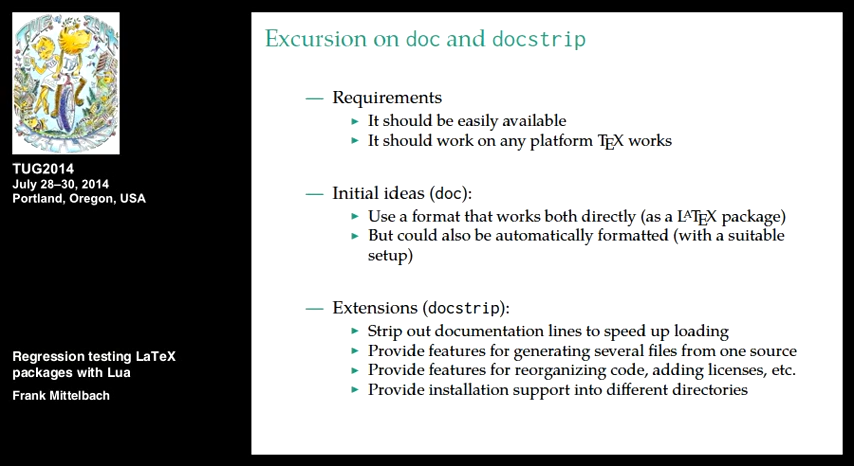 TUG2014
July 28–30, 2014
Portland, Oregon, USA
Regression testing LaTeX
packages with Lua
Frank Mittelbach
Excursion on doc and docstrip
— Requirements
▶ It should be easily available
▶ It should work on any platform TEX works
— Initial ideas (doc):
▶ Use a format that works both directly (as a LATEX package)
▶ But could also be automatically formatted (with a suitable
setup)
— Extensions (docstrip):
▶ Strip out documentation lines to speed up loading
▶ Provide features for generating several files from one source
▶ Provide features for reorganizing code, adding licenses, etc.
▶ Provide installation support into different directories